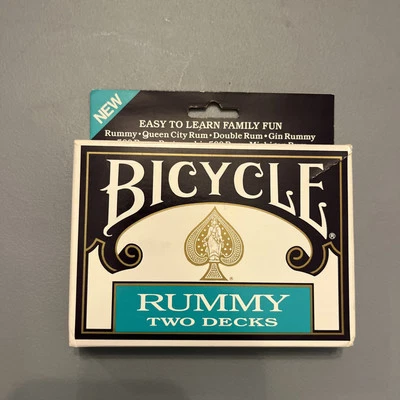 NEW
EASY TO LEARN FAMILY FUN
Rummy · Queen City Rum · Double Rum · Gin Rummy
BICYCLE®
RUMMY
TWO DECKS